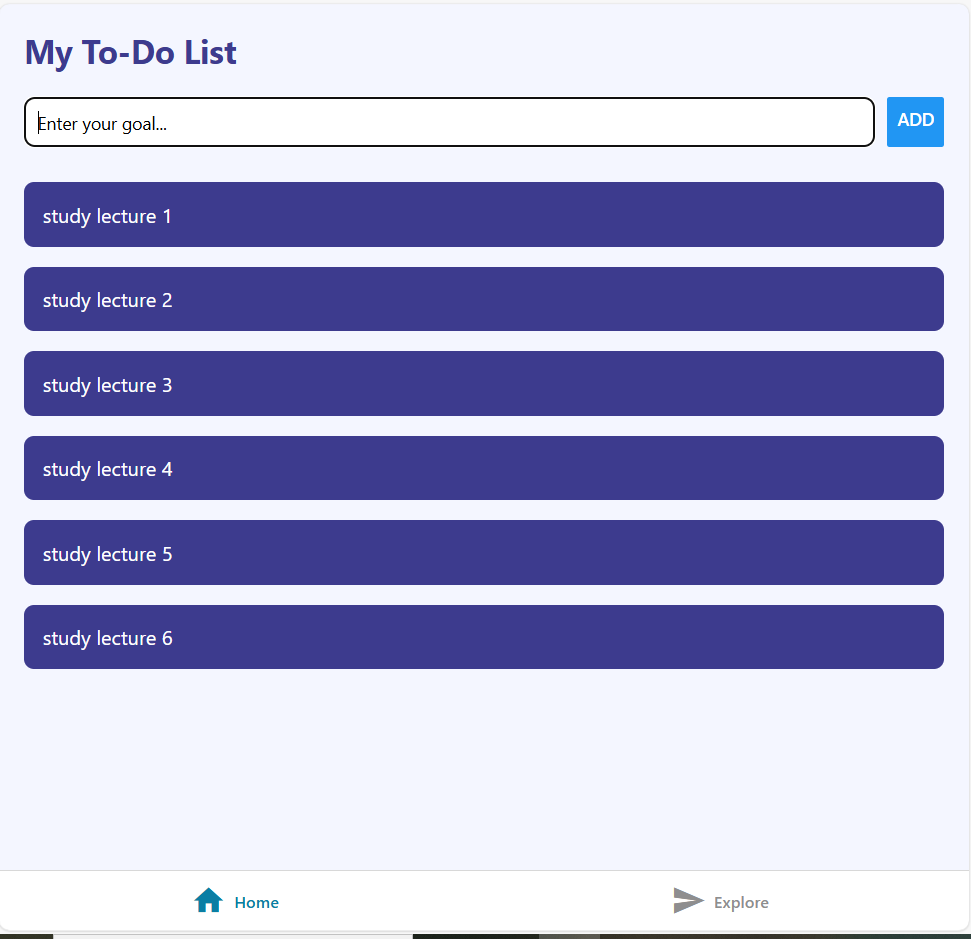 My To-Do List
Enter your goal...
ADD
study lecture 1
study lecture 2
study lecture 3
study lecture 4
study lecture 5
study lecture 6
Home
Explore